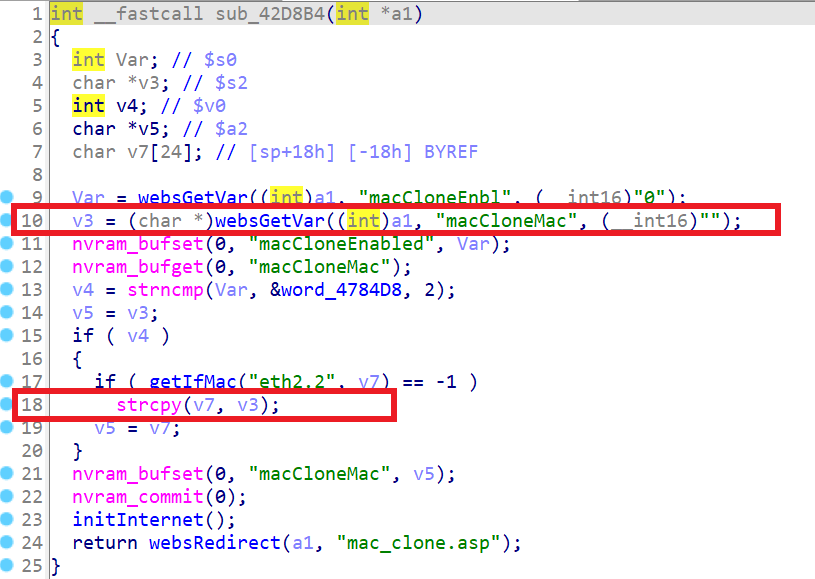 1 int __fastcall sub_42D8B4(int *a1)
2 {
3 int Var; // $s0
4 char *v3; // $s2
5 int v4; // $v0
6 char *v5; // $a2
7 char v7[24]; // [sp+18h] [-18h] BYREF
8
9 Var = websGetVar((int)a1, "macCloneEnbl", (__int16)"0");
10 v3 = (char *)websGetVar((int)a1, "macCloneMac", (__int16)"");
11 nvram_bufset(0, "macCloneEnabled", Var);
12 nvram_bufget(0, "macCloneMac");
13 v4 = strncmp(Var, &word_4784D8, 2);
14 v5 = v3;
15 if ( v4 )
16 {
17 if ( getIfMac("eth2.2", v7) == -1 )
18 strcpy(v7, v3);
19 v5 = v7;
20 }
21 nvram_bufset(0, "macCloneMac", v5);
22 nvram_commit(0);
23 initInternet();
24 return websRedirect(a1, "mac_clone.asp");
25 }